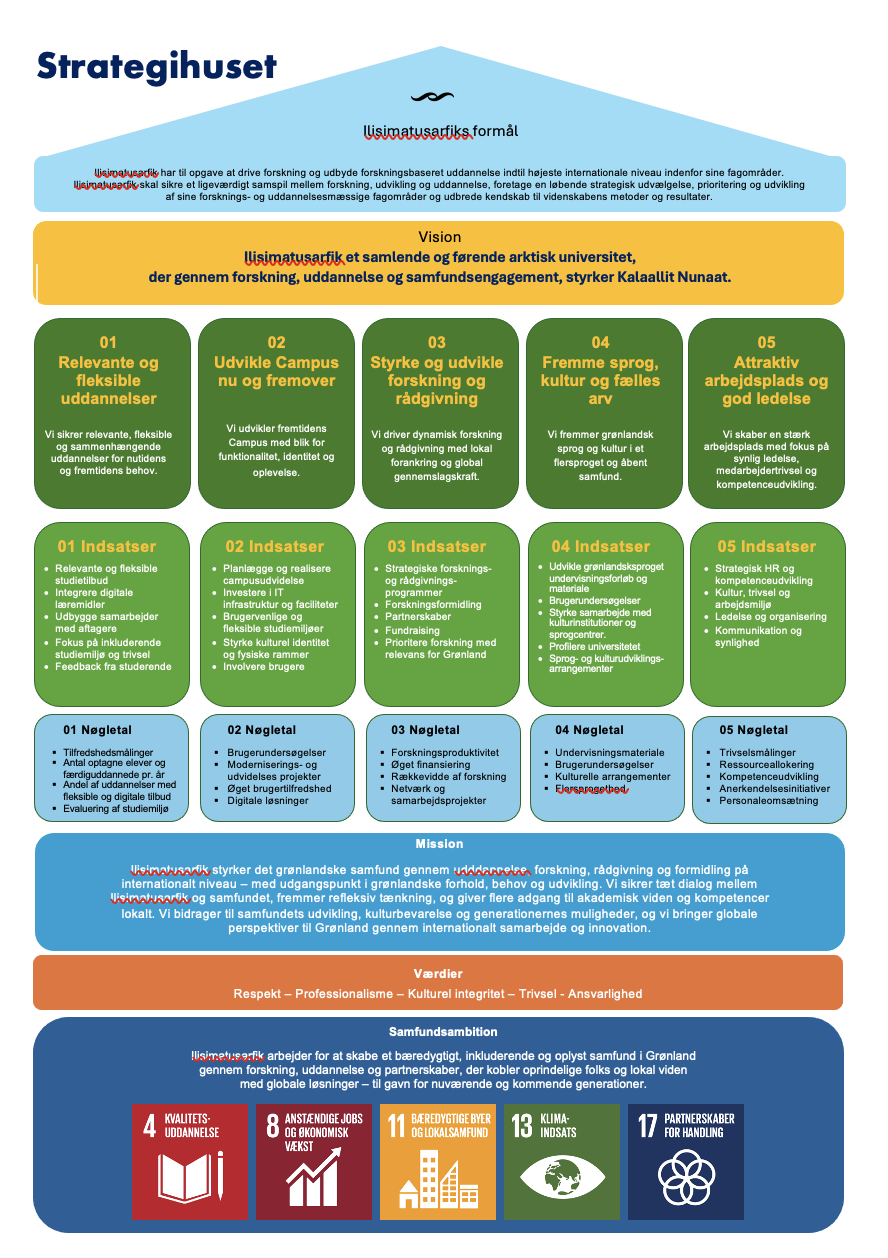 Strategihuset
Ilisimatusarfiks formål
Ilisimatusarfik har til opgave at drive forskning og udbyde forskningsbaseret uddannelse indtil højeste internationale niveau indenfor sine fagområder.
Ilisimatusarfik skal sikre et ligeværdigt samspil mellem forskning, udvikling og uddannelse, foretage en løbende strategisk udvælgelse, prioritering og udvikling
af sine forsknings- og uddannelsesmæssige fagområder og udbrede kendskab til videnskabens metoder og resultater.
Vision
Ilisimatusarfik et samlende og førende arktisk universitet,
der gennem forskning, uddannelse og samfundsengagement, styrker Kalaallit Nunaat.
01
Relevante og
fleksible
uddannelser
Vi sikrer relevante, fleksible
og sammenhængende
uddannelser for nutidens
og fremtidens behov.
02
Udvikle Campus
nu og fremover
Vi udvikler fremtidens
Campus med blik for
funktionalitet, identitet og
oplevelse.
03
Styrke og udvikle
forskning og
rådgivning
Vi driver dynamisk forskning
og rådgivning med lokal
forankring og global
gennemslagskraft.
04
Fremme sprog,
kultur og fælles
arv
Vi fremmer grønlandsk
sprog og kultur i et
flersproget og åbent
samfund.
05
Attraktiv
arbejdsplads og
god ledelse
Vi skaber en stærk
arbejdsplads med fokus på
synlig ledelse,
medarbejdertrivsel og
kompetenceudvikling.
01 Indsatser
• Relevante og fleksible
studietilbud
• Integrere digitale
læremidler
• Udbygge samarbejder
med aftagere
• Fokus på inkluderende
studiemiljø og trivsel
• Feedback fra studerende
02 Indsatser
• Planlægge og realisere
campusudvidelse
• Investere i IT
infrastruktur og faciliteter
• Brugervenlige og
fleksible studiemiljøer
• Styrke kulturel identitet
og fysiske rammer
• Involvere brugere
03 Indsatser
• Strategiske forsknings-
og rådgivnings-
programmer
• Forskningsformidling
• Partnerskaber
• Fundraising
• Prioritere forskning med
relevans for Grønland
04 Indsatser
• Udvikle grønlandsksproget
undervisningsforløb og
materiale
• Brugerundersøgelser
• Styrke samarbejde med
kulturinstitutioner og
sprogcentrer.
• Profilere universitetet
• Sprog- og kulturudviklings-
arrangementer
05 Indsatser
• Strategisk HR og
kompetenceudvikling
• Kultur, trivsel og
arbejdsmiljø
• Ledelse og organisering
• Kommunikation og
synlighed
01 Nøgletal
▪ Tilfredshedsmålinger
▪ Antal optagne elever og
færdiguddannede pr. år
▪ Andel af uddannelser med
fleksible og digitale tilbud
▪ Evaluering af studiemiljø
02 Nøgletal
▪ Brugerundersøgelser
▪ Moderniserings- og
udvidelses projekter
▪ Øget brugertilfredshed
▪ Digitale løsninger
03 Nøgletal
▪ Forskningsproduktivitet
▪ Øget finansiering
▪ Rækkevidde af forskning
▪ Netværk og
samarbejdsprojekter
04 Nøgletal
▪ Undervisningsmateriale
▪ Brugerundersøgelser
▪ Kulturelle arrangementer
▪ Flersprogethed
05 Nøgletal
▪ Trivselsmålinger
▪ Ressourceallokering
▪ Kompetenceudvikling
▪ Anerkendelsesinitiativer
▪ Personaleomsætning
Mission
Ilisimatusarfik styrker det grønlandske samfund gennem udddannelse, forskning, rådgivning og formidling på
internationalt niveau – med udgangspunkt i grønlandske forhold, behov og udvikling. Vi sikrer tæt dialog mellem
Ilisimatusarfik og samfundet, fremmer refleksiv tænkning, og giver flere adgang til akademisk viden og kompetencer
lokalt. Vi bidrager til samfundets udvikling, kulturbevarelse og generationernes muligheder, og vi bringer globale
perspektiver til Grønland gennem internationalt samarbejde og innovation.
Værdier
Respekt – Professionalisme – Kulturel integritet – Trivsel - Ansvarlighed
Samfundsambition
Ilisimatusarfik arbejder for at skabe et bæredygtigt, inkluderende og oplyst samfund i Grønland
gennem forskning, uddannelse og partnerskaber, der kobler oprindelige folks og lokal viden
med globale løsninger – til gavn for nuværende og kommende generationer.
4 KVALITETS-
UDDANNELSE
8 ANSTÆNDIGE JOBS
OG ØKONOMISK
VÆKST
11 BÆREDYGTIGE BYER
OG LOKALSAMFUND
13 KLIMA-
INDSATS
17 PARTNERSKABER
FOR HANDLING